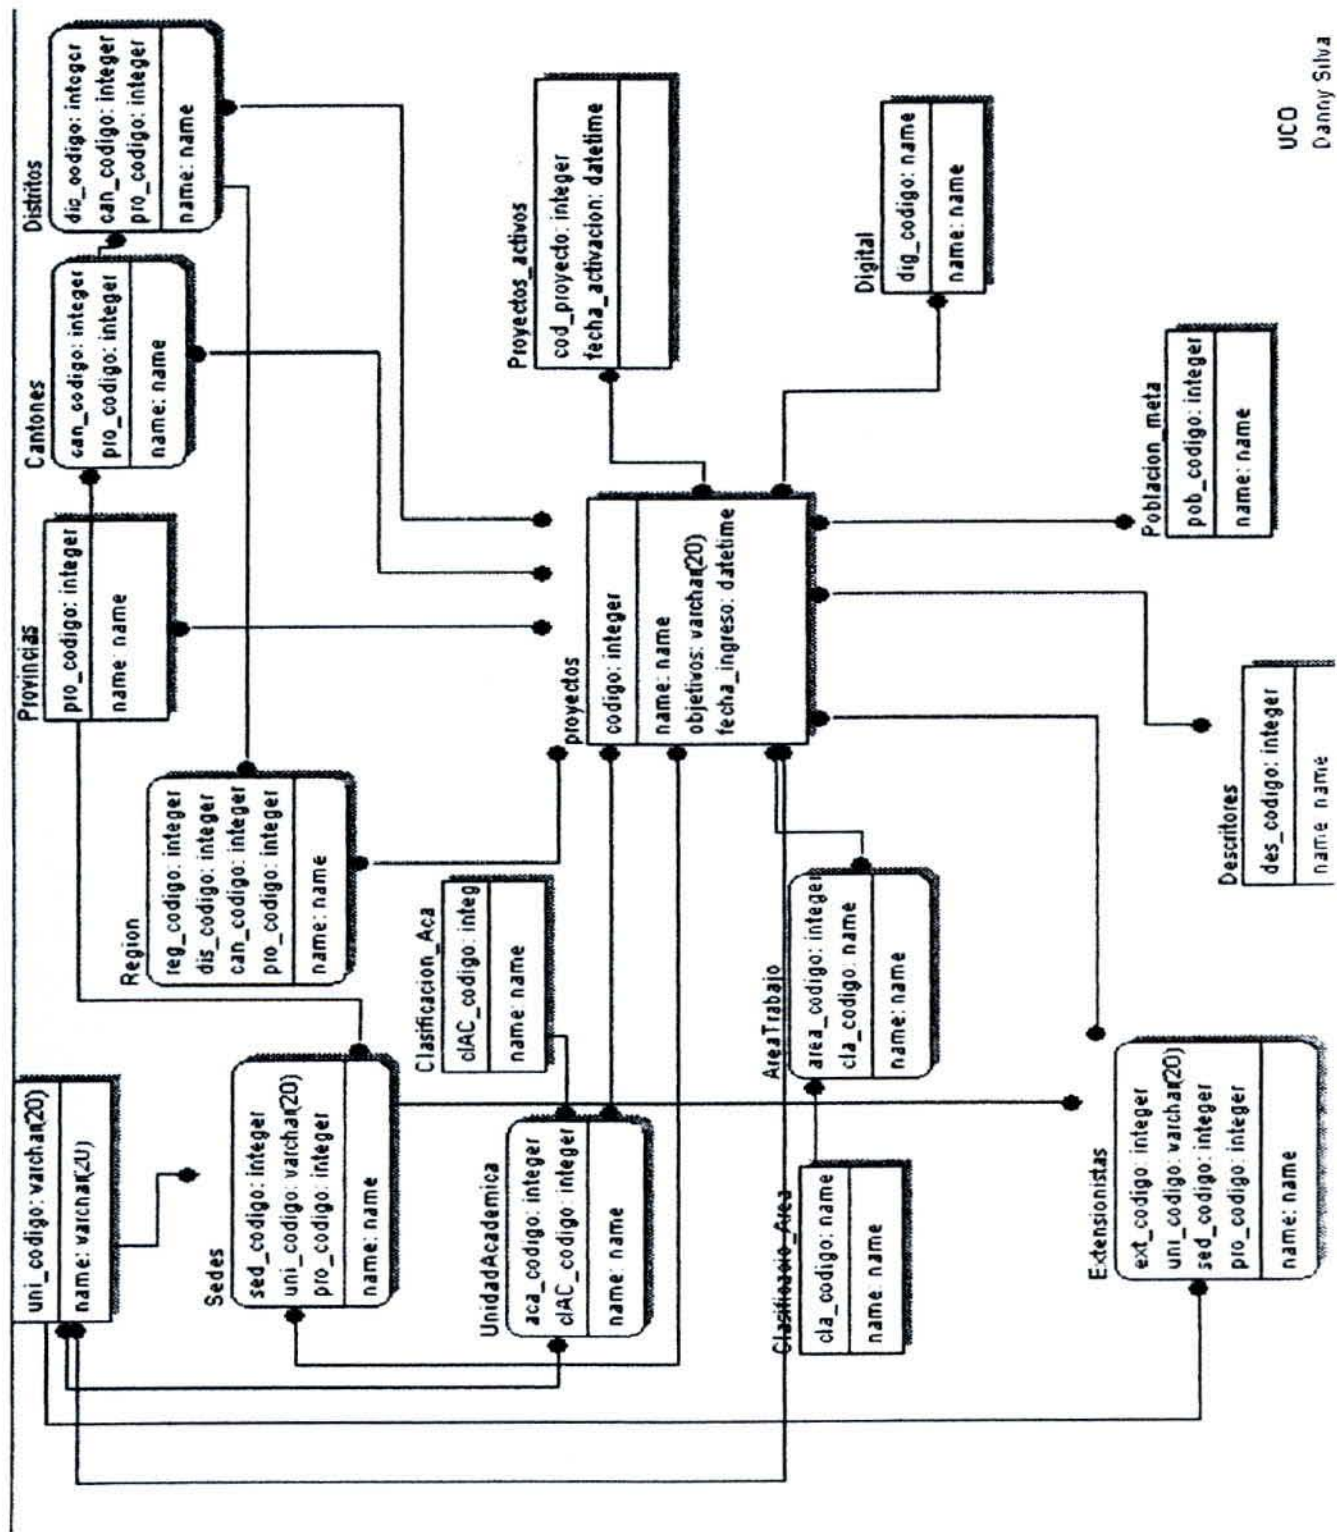 uni_codigo: varchar(20)
name: varchar(20)
Provincias
pro_codigo: integer
name: name
Cantones
can_codigo: integer
pro_codigo: integer
name: name
Distritos
dis_codigo: integer
can_codigo: integer
pro_codigo: integer
name: name
Sedes
sed_codigo: integer
uni_codigo: varchar(20)
pro_codigo: integer
name: name
Region
reg_codigo: integer
dis_codigo: integer
can_codigo: integer
pro_codigo: integer
name: name
Clasificacion_Aca
clAC_codigo: integ
name: name
UnidadAcademica
aca_codigo: integer
clAC_codigo: integer
name: name
proyectos
codigo: integer
name: name
objetivos: varchar(20)
fecha_ingreso: datetime
Proyectos_activos
cod_proyecto: integer
fecha_activacion: datetime
Clasificacio_Area
cla_codigo: name
name: name
AreaTrabajo
area_codigo: integer
cla_codigo: name
name: name
Digital
dig_codigo: name
name: name
Extensionistas
ext_codigo: integer
uni_codigo: varchar(20)
sed_codigo: integer
pro_codigo: integer
name: name
Descritores
des_codigo: integer
name name
Poblacion_meta
pob_codigo: integer
name: name
UCO
Danny Silva